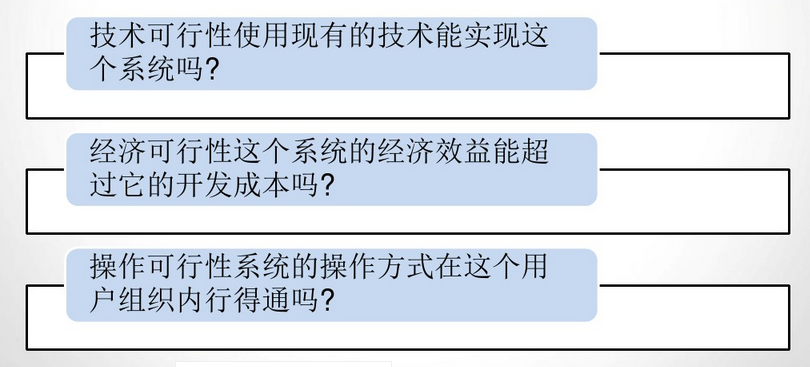 技术可行性使用现有的技术能实现这
个系统吗?
经济可行性这个系统的经济效益能超
过它的开发成本吗?
操作可行性系统的操作方式在这个用
户组织内行得通吗?